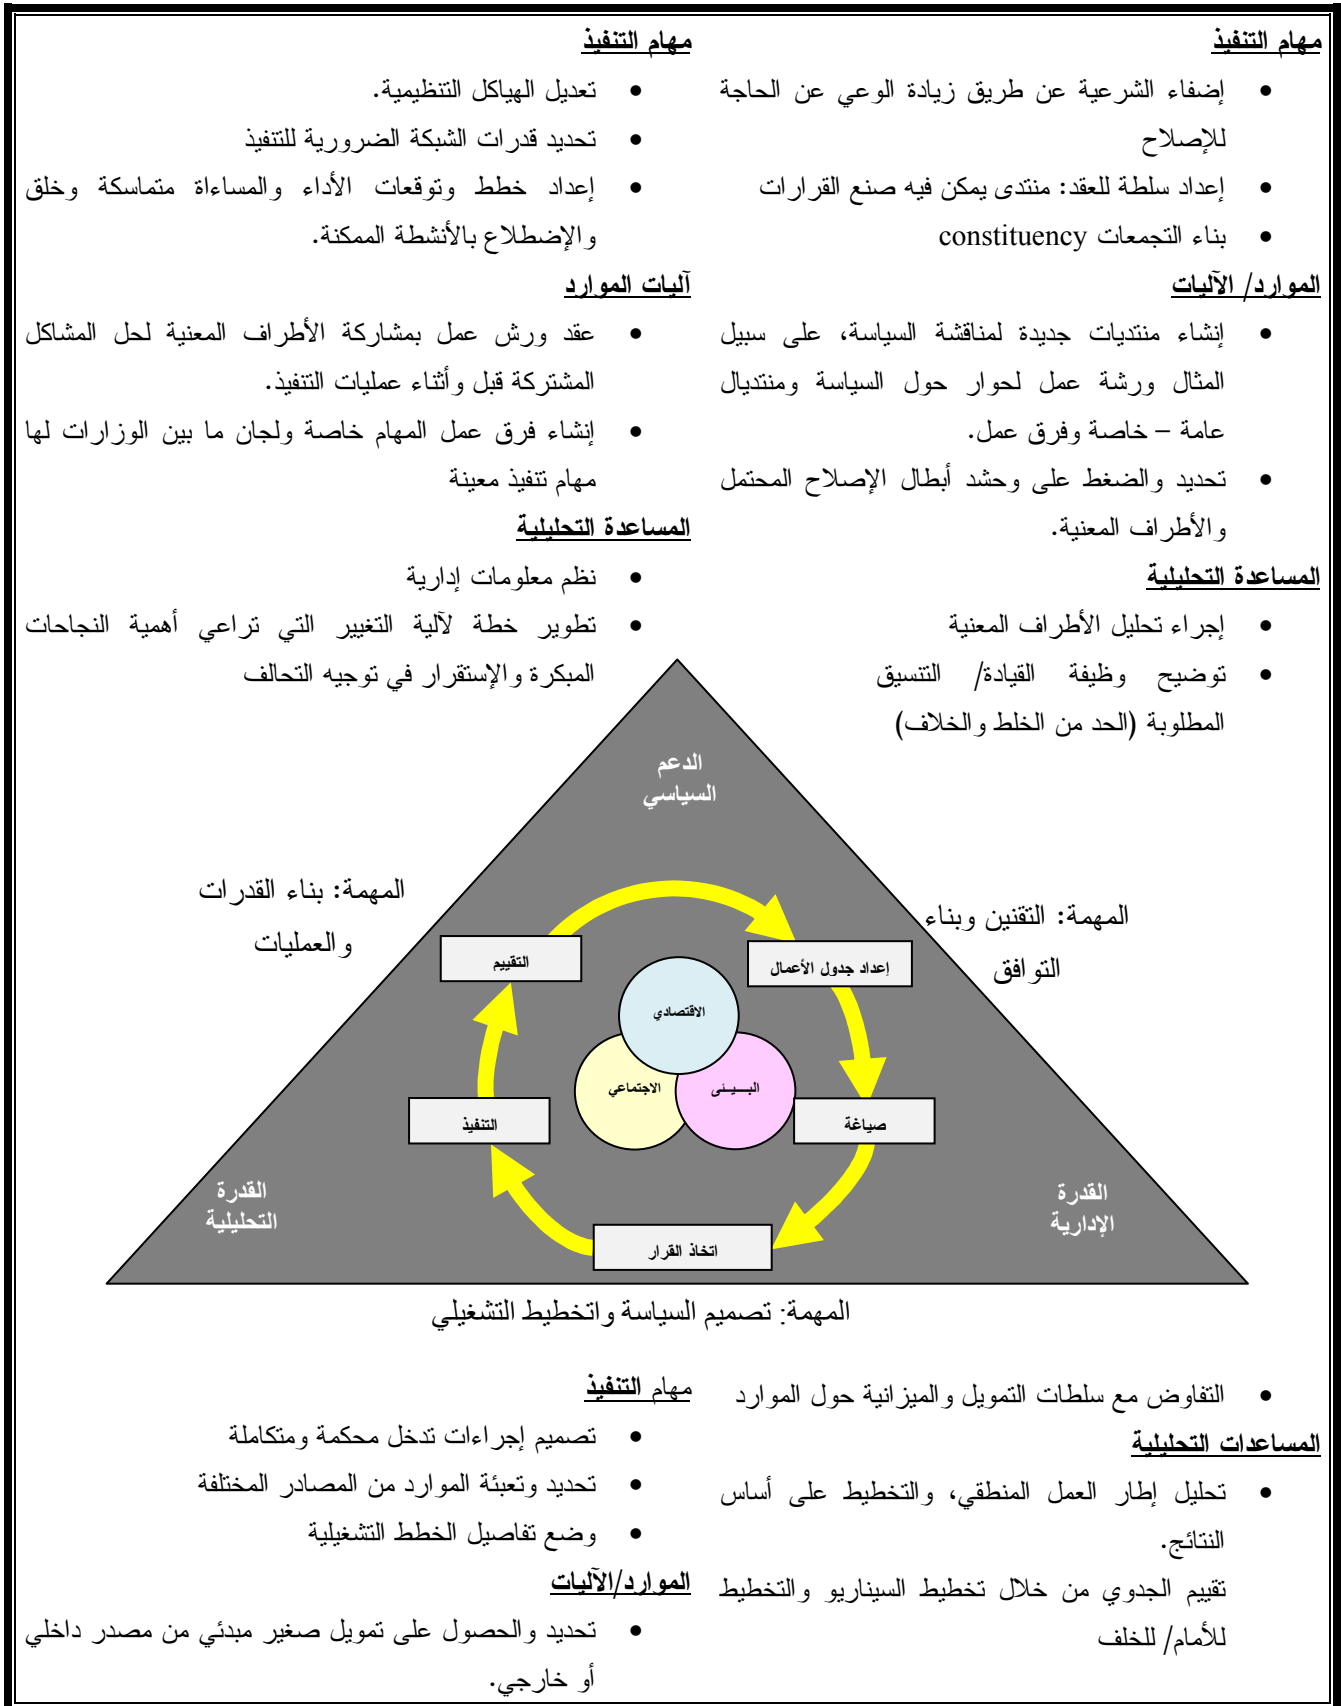 مهام التنفيذ
• إضفاء الشرعية عن طريق زيادة الوعي عن الحاجة
للإصلاح
• إعداد سلطة للعقد: منتدى يمكن فيه صنع القرارات
• بناء التجمعات constituency
الموارد/ الآليات
• إنشاء منتديات جديدة لمناقشة السياسة، على سبيل
المثال ورشة عمل لحوار حول السياسة ومنتديال
عامة – خاصة وفرق عمل.
• تحديد والضغط على وحشد أبطال الإصلاح المحتمل
والأطراف المعنية.
المساعدة التحليلية
• إجراء تحليل الأطراف المعنية
• توضيح وظيفة القيادة/ التنسيق
المطلوبة (الحد من الخلط والخلاف)
مهام التنفيذ
• تعديل الهياكل التنظيمية.
• تحديد قدرات الشبكة الضرورية للتنفيذ
• إعداد خطط وتوقعات الأداء والمساءاة متماسكة وخلق
والإضطلاع بالأنشطة الممكنة.
آليات الموارد
• عقد ورش عمل بمشاركة الأطراف المعنية لحل المشاكل
المشتركة قبل وأثناء عمليات التنفيذ.
• إنشاء فرق عمل المهام خاصة ولجان ما بين الوزارات لها
مهام تنفيذ معينة
المساعدة التحليلية
• نظم معلومات إدارية
• تطوير خطة لآلية التغيير التي تراعي أهمية النجاحات
المبكرة والإستقرار في توجيه التحالف
الدعم
السياسي
المهمة: التقنين وبناء
التوافق
المهمة: بناء القدرات
والعمليات
إعداد جدول الأعمال
التقييم
الاقتصادي
البـــيــئى
الاجتماعي
صياغة
التنفيذ
القدرة
الإدارية
القدرة
التحليلية
اتخاذ القرار
المهمة: تصميم السياسة واتخطيط التشغيلي
• التفاوض مع سلطات التمويل والميزانية حول الموارد
المساعدات التحليلية
• تحليل إطار العمل المنطقي، والتخطيط على أساس
النتائج.
تقييم الجدوي من خلال تخطيط السيناريو والتخطيط
للأمام/ للخلف
مهام التنفيذ
• تصميم إجراءات تدخل محكمة ومتكاملة
• تحديد وتعبئة الموارد من المصادر المختلفة
• وضع تفاصيل الخطط التشغيلية
الموارد/الآليات
• تحديد والحصول على تمويل صغير مبدئي من مصدر داخلي
أو خارجي.